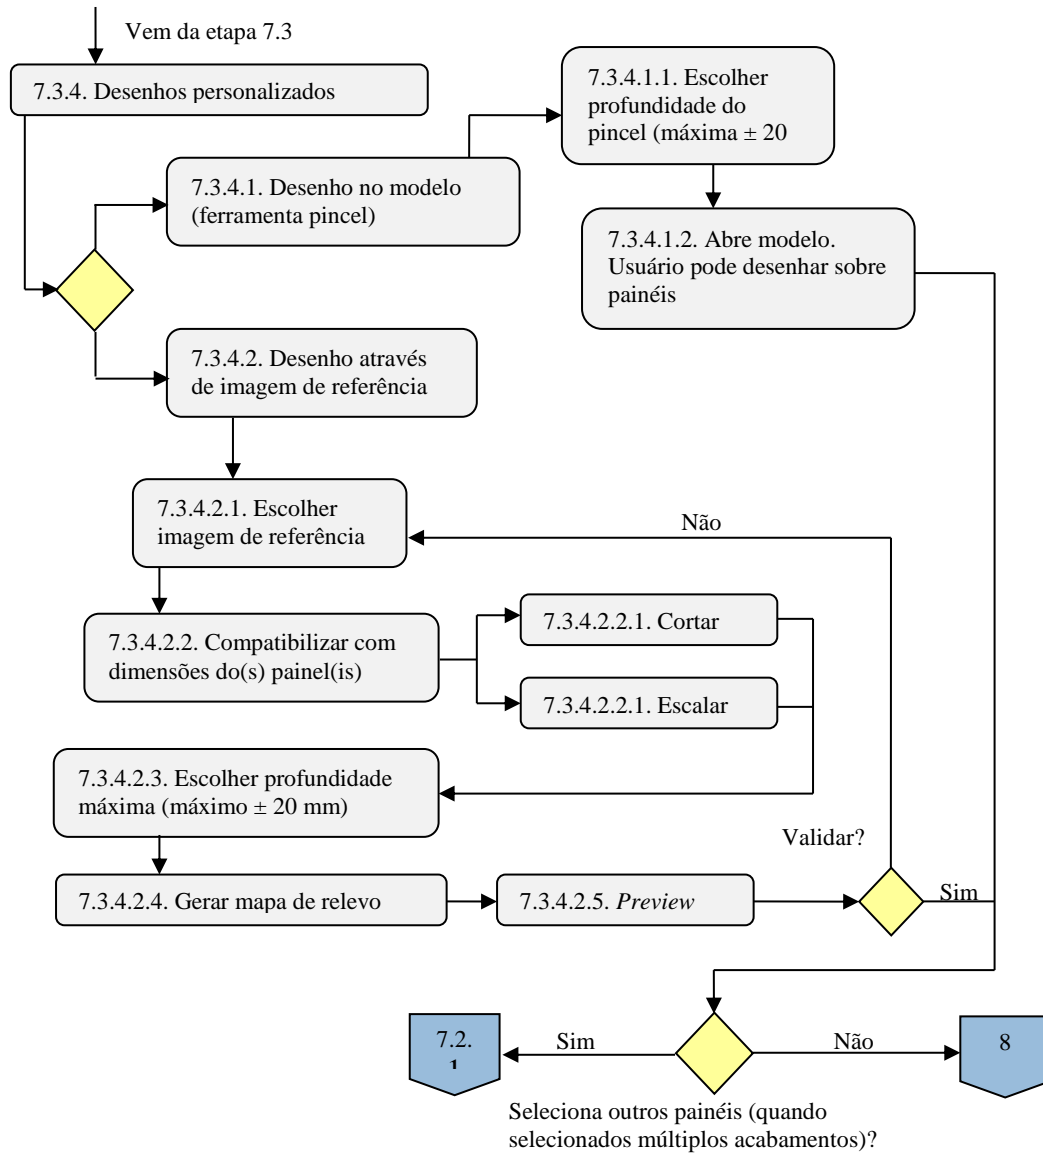 Vem da etapa 7.3
7.3.4. Desenhos personalizados
7.3.4.1.1. Escolher
profundidade do
pincel (máxima ± 20
7.3.4.1. Desenho no modelo
(ferramenta pincel)
7.3.4.1.2. Abre modelo.
Usuário pode desenhar sobre
painéis
7.3.4.2. Desenho através
de imagem de referência
7.3.4.2.1. Escolher
imagem de referência
Não
7.3.4.2.2. Compatibilizar com
dimensões do(s) painel(is)
7.3.4.2.2.1. Cortar
7.3.4.2.2.1. Escalar
7.3.4.2.3. Escolher profundidade
máxima (máximo ± 20 mm)
Validar?
7.3.4.2.4. Gerar mapa de relevo
7.3.4.2.5. Preview
Sim
7.2.
1
Sim
Não
8
Seleciona outros painéis (quando
selecionados múltiplos acabamentos)?